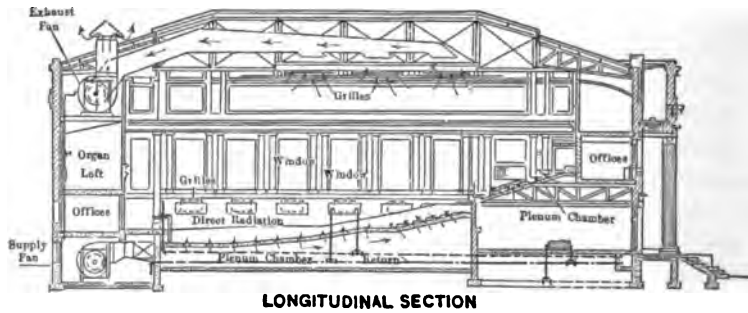 Exhaust
Fan
Grilles
Organ
Loft
Window
Window
Offices
Grilles
Offices
Direct Radiation
Plenum Chamber
Supply
Fan
Plenum Chamber
Return
LONGITUDINAL SECTION